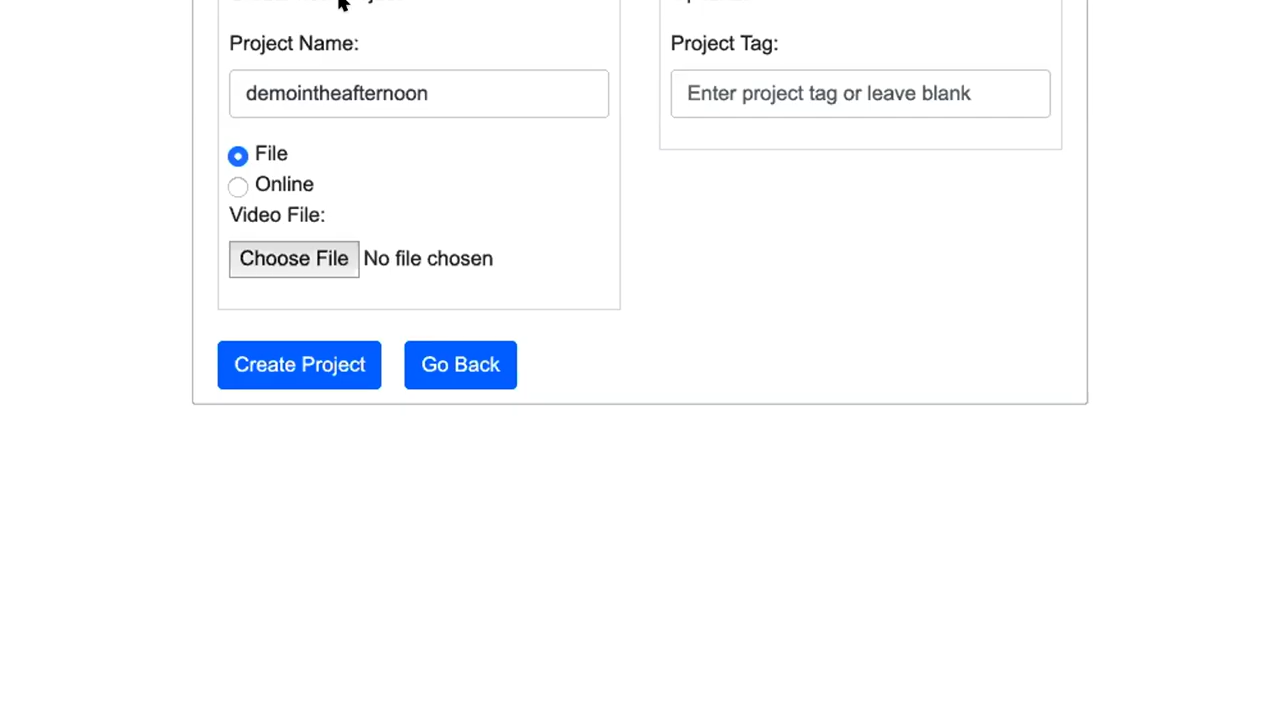 Project Name:
demointheafternoon
File
Online
Video File:
Choose File No file chosen
Project Tag:
Enter project tag or leave blank
Create Project
Go Back